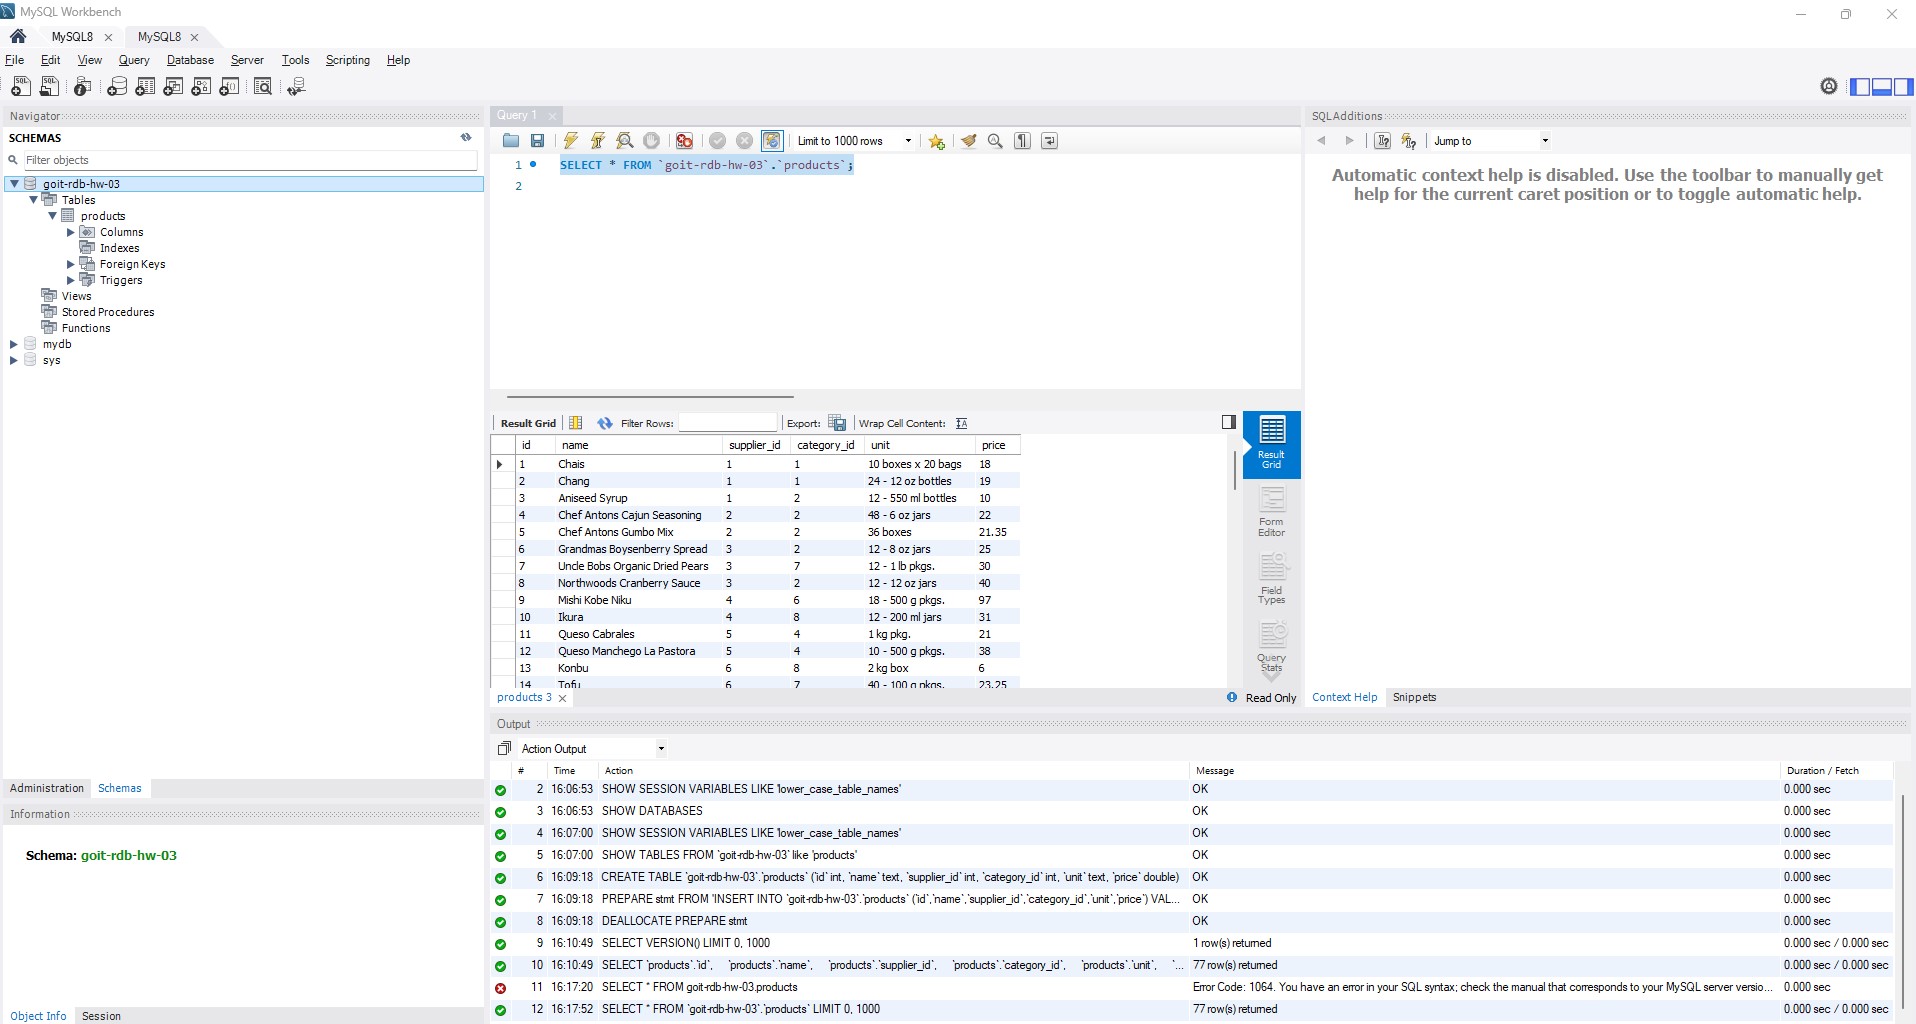 MySQL Workbench
MySQL8 MySQL8
File Edit View Query Database Server Tools Scripting Help
Navigator
SCHEMAS
Filter objects
goit-rdb-hw-03
Tables
products
Columns
Indexes
Foreign Keys
Triggers
Views
Stored Procedures
Functions
mydb
sys
Administration Schemas
Information
Schema: goit-rdb-hw-03
Object Info Session
Query 1
Limit to 1000 rows
1 SELECT * FROM `goit-rdb-hw-03`.`products`;
2
Result Grid Filter Rows: Export: Wrap Cell Content:
id name supplier_id category_id unit price
1 Chais 1 1 10 boxes x 20 bags 18
2 Chang 1 1 24 - 12 oz bottles 19
3 Aniseed Syrup 1 2 12 - 550 ml bottles 10
4 Chef Antons Cajun Seasoning 2 2 48 - 6 oz jars 22
5 Chef Antons Gumbo Mix 2 2 36 boxes 21.35
6 Grandmas Boysenberry Spread 3 2 12 - 8 oz jars 25
7 Uncle Bobs Organic Dried Pears 3 7 12 - 1 lb pkgs. 30
8 Northwoods Cranberry Sauce 3 2 12 - 12 oz jars 40
9 Mishi Kobe Niku 4 6 18 - 500 g pkgs. 97
10 Ikura 4 8 12 - 200 ml jars 31
11 Queso Cabrales 5 4 1 kg pkg. 21
12 Queso Manchego La Pastora 5 4 10 - 500 g pkgs. 38
13 Konbu 6 8 2 kg box 6
14 Tofu 6 7 40 - 100 g pkgs. 23.25
Result Grid
Form Editor
Field Types
Query Stats
products 3 Read Only
SQLAdditions
Jump to
Automatic context help is disabled. Use the toolbar to manually get
help for the current caret position or to toggle automatic help.
Context Help Snippets
Output
Action Output
# Time Action Message Duration / Fetch
2 16:06:53 SHOW SESSION VARIABLES LIKE 'lower_case_table_names' OK 0.000 sec
3 16:06:53 SHOW DATABASES OK 0.000 sec
4 16:07:00 SHOW SESSION VARIABLES LIKE 'lower_case_table_names' OK 0.000 sec
5 16:07:00 SHOW TABLES FROM `goit-rdb-hw-03` like 'products' OK 0.000 sec
6 16:09:18 CREATE TABLE `goit-rdb-hw-03`.`products` (`id` int, `name` text, `supplier_id` int, `category_id` int, `unit` text, `price` double) OK 0.000 sec
7 16:09:18 PREPARE stmt FROM 'INSERT INTO `goit-rdb-hw-03`.`products` (`id`,`name`,`supplier_id`,`category_id`,`unit`,`price`) VAL... OK 0.000 sec
8 16:09:18 DEALLOCATE PREPARE stmt OK 0.000 sec
9 16:10:49 SELECT VERSION() LIMIT 0, 1000 1 row(s) returned 0.000 sec / 0.000 sec
10 16:10:49 SELECT `products`.`id`, `products`.`name`, `products`.`supplier_id`, `products`.`category_id`, `products`.`unit`, `... 77 row(s) returned 0.000 sec / 0.000 sec
11 16:17:20 SELECT * FROM goit-rdb-hw-03.products Error Code: 1064. You have an error in your SQL syntax; check the manual that corresponds to your MySQL server versio... 0.000 sec
12 16:17:52 SELECT * FROM `goit-rdb-hw-03`.`products` LIMIT 0, 1000 77 row(s) returned 0.000 sec / 0.000 sec